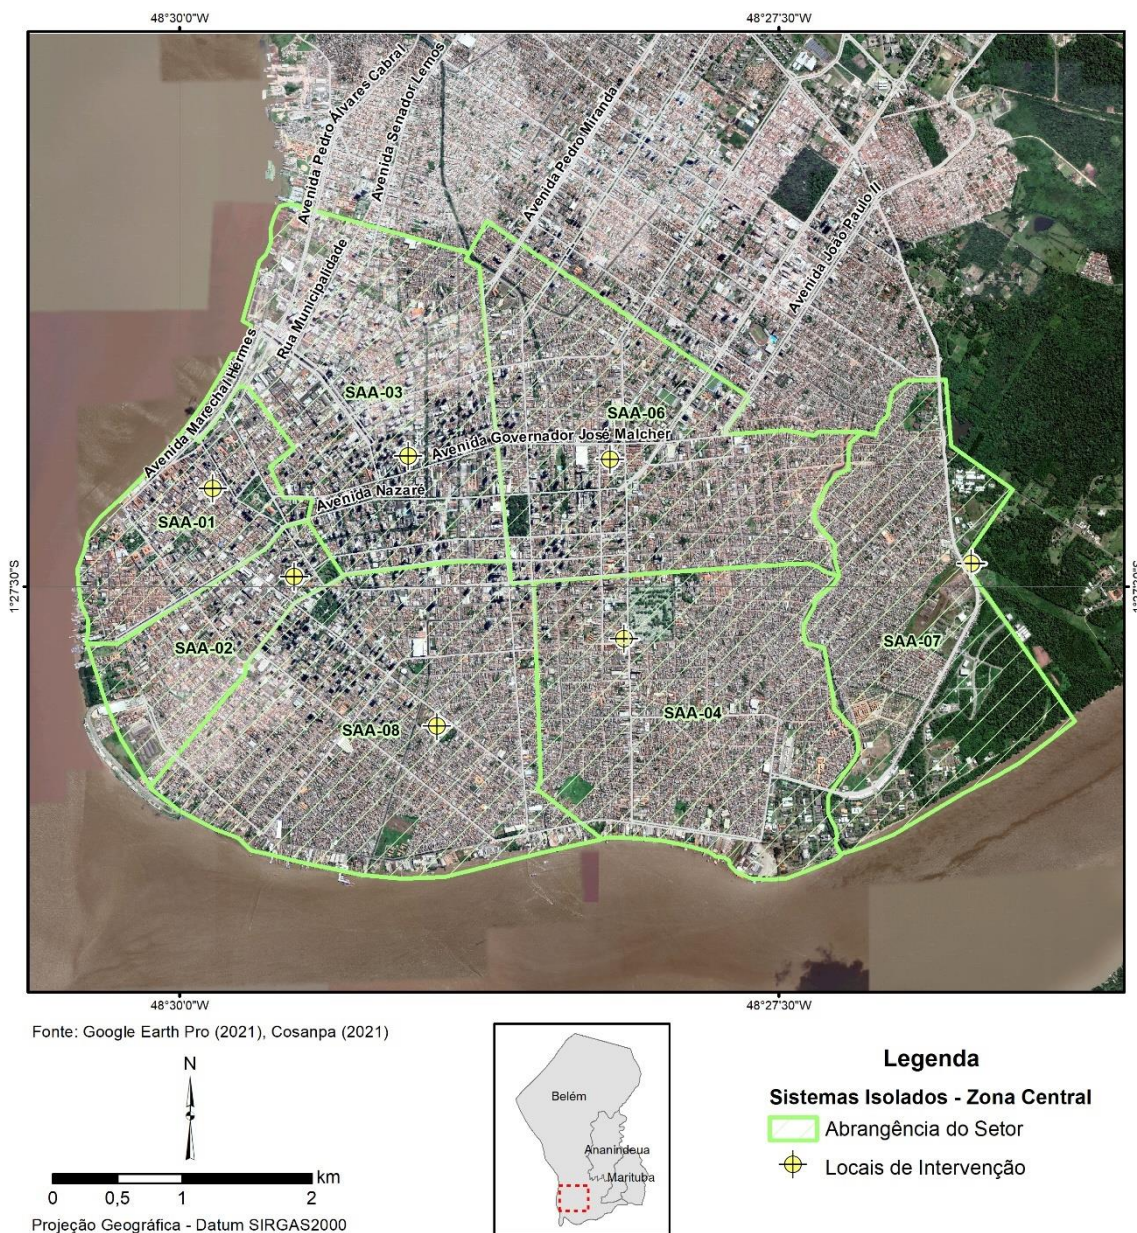 48°30'0"W
48°27'30"W
Avenida Pedro Álvares Cabral
Avenida Senador Lemos
Avenida Pedro Miranda
Avenida João Paulo II
Rua Municipalidade
Avenida Marechal Hérmes
SAA-03
SAA-06
Avenida Governador José Malcher
Avenida Nazaré
SAA-01
1°27'30"S
1°27'30"S
SAA-02
SAA-07
SAA-08
SAA-04
48°30'0"W
48°27'30"W
Fonte: Google Earth Pro (2021), Cosanpa (2021)
N
km
0 0,5 1 2
Projeção Geográfica - Datum SIRGAS2000
Belém
Ananindeua
Marituba
Legenda
Sistemas Isolados - Zona Central
Abrangência do Setor
Locais de Intervenção